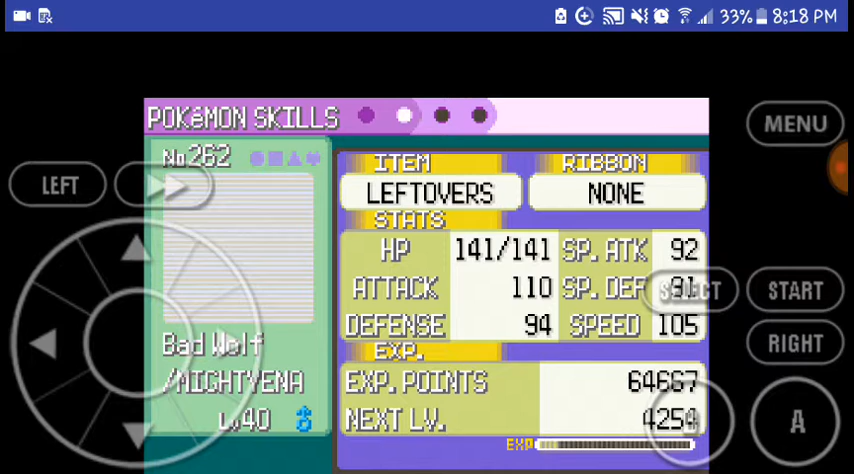 33% 8:18 PM
POKéMON SKILLS
MENU
No262
ITEM RIBBON
LEFT
LEFTOVERS NONE
STATS
HP 141/141 SP. ATK 92
ATTACK 110 SP. DEF 91
SELECT START
DEFENSE 94 SPEED 105
Bad Wolf
RIGHT
EXP.
/MIGHTYENA
EXP. POINTS 64667
Lv40
NEXT LV. 4254
A
EXP